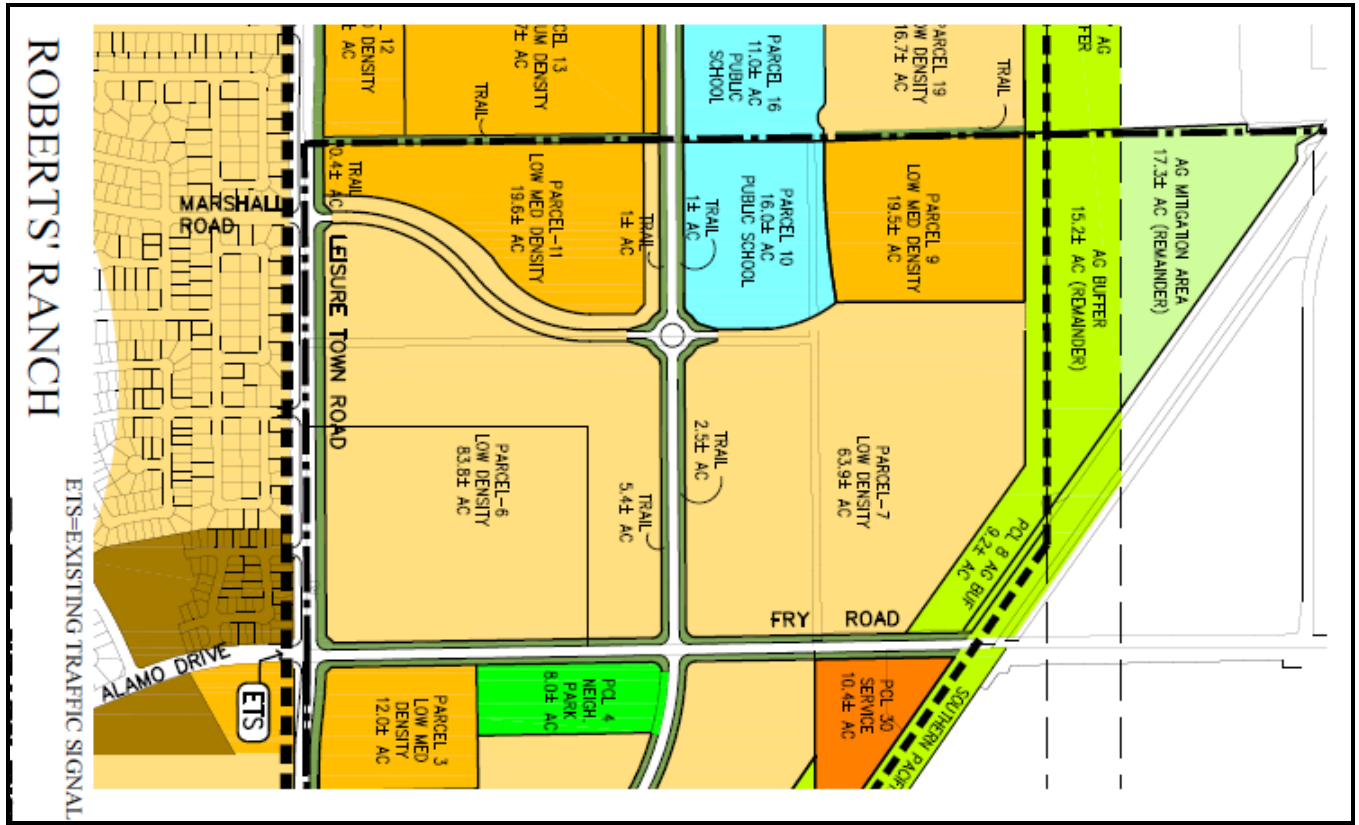 ROBERTS' RANCH
ETS=EXISTING TRAFFIC SIGNAL
12
DENSITY
AC
CEL 13
UM DENSITY
7± AC
TRAIL
PARCEL 16
11.0± AC
PUBLIC
SCHOOL
PARCEL 19
OW DENSITY
16.7± AC
TRAIL
AG
FER
TRAIL
0.4± AC
MARSHALL
ROAD
LEISURE TOWN ROAD
PARCEL-11
LOW MED DENSITY
19.6± AC
TRAIL
1± AC
TRAIL
1± AC
PARCEL 10
16.0± AC
PUBLIC SCHOOL
PARCEL 9
LOW MED DENSITY
19.5± AC
AG BUFFER
15.2± AC (REMAINDER)
AG MITIGATION AREA
17.3± AC (REMAINDER)
PARCEL-6
LOW DENSITY
83.8± AC
TRAIL
5.4± AC
TRAIL
2.5± AC
PARCEL-7
LOW DENSITY
63.9± AC
PCL 8 AG BUF
9.2± AC
FRY ROAD
ALAMO DRIVE
ETS
PARCEL 3
LOW MED
DENSITY
12.0± AC
PCL 4
NEIGH.
PARK
8.0± AC
PCL 30
SERVICE
10.4± AC
SOUTHERN PACIF